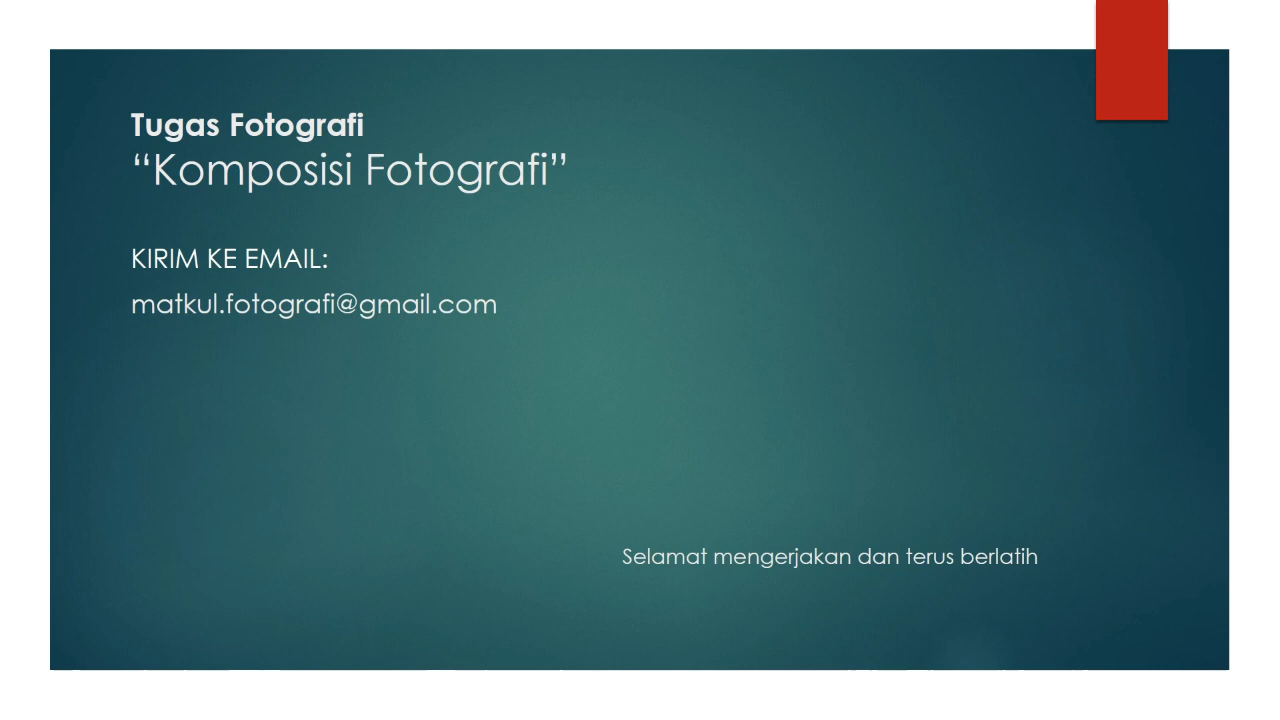 Tugas Fotografi
“Komposisi Fotografi”
KIRIM KE EMAIL:
matkul.fotografi@gmail.com
Selamat mengerjakan dan terus berlatih